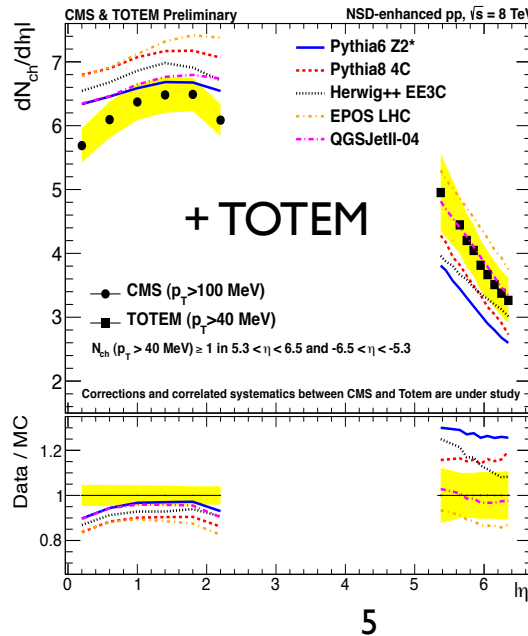 CMS & TOTEM Preliminary NSD-enhanced pp, √s = 8 TeV
dN_ch/d|η|
Pythia6 Z2*
Pythia8 4C
Herwig++ EE3C
EPOS LHC
QGSJetII-04
7
6
5
4
3
2
+ TOTEM
CMS (p_T>100 MeV)
TOTEM (p_T>40 MeV)
N_ch (p_T > 40 MeV) ≥ 1 in 5.3 < η < 6.5 and -6.5 < η < -5.3
Corrections and correlated systematics between CMS and Totem are under study
Data / MC
1.2
1
0.8
0 1 2 3 4 5 6 |η
5